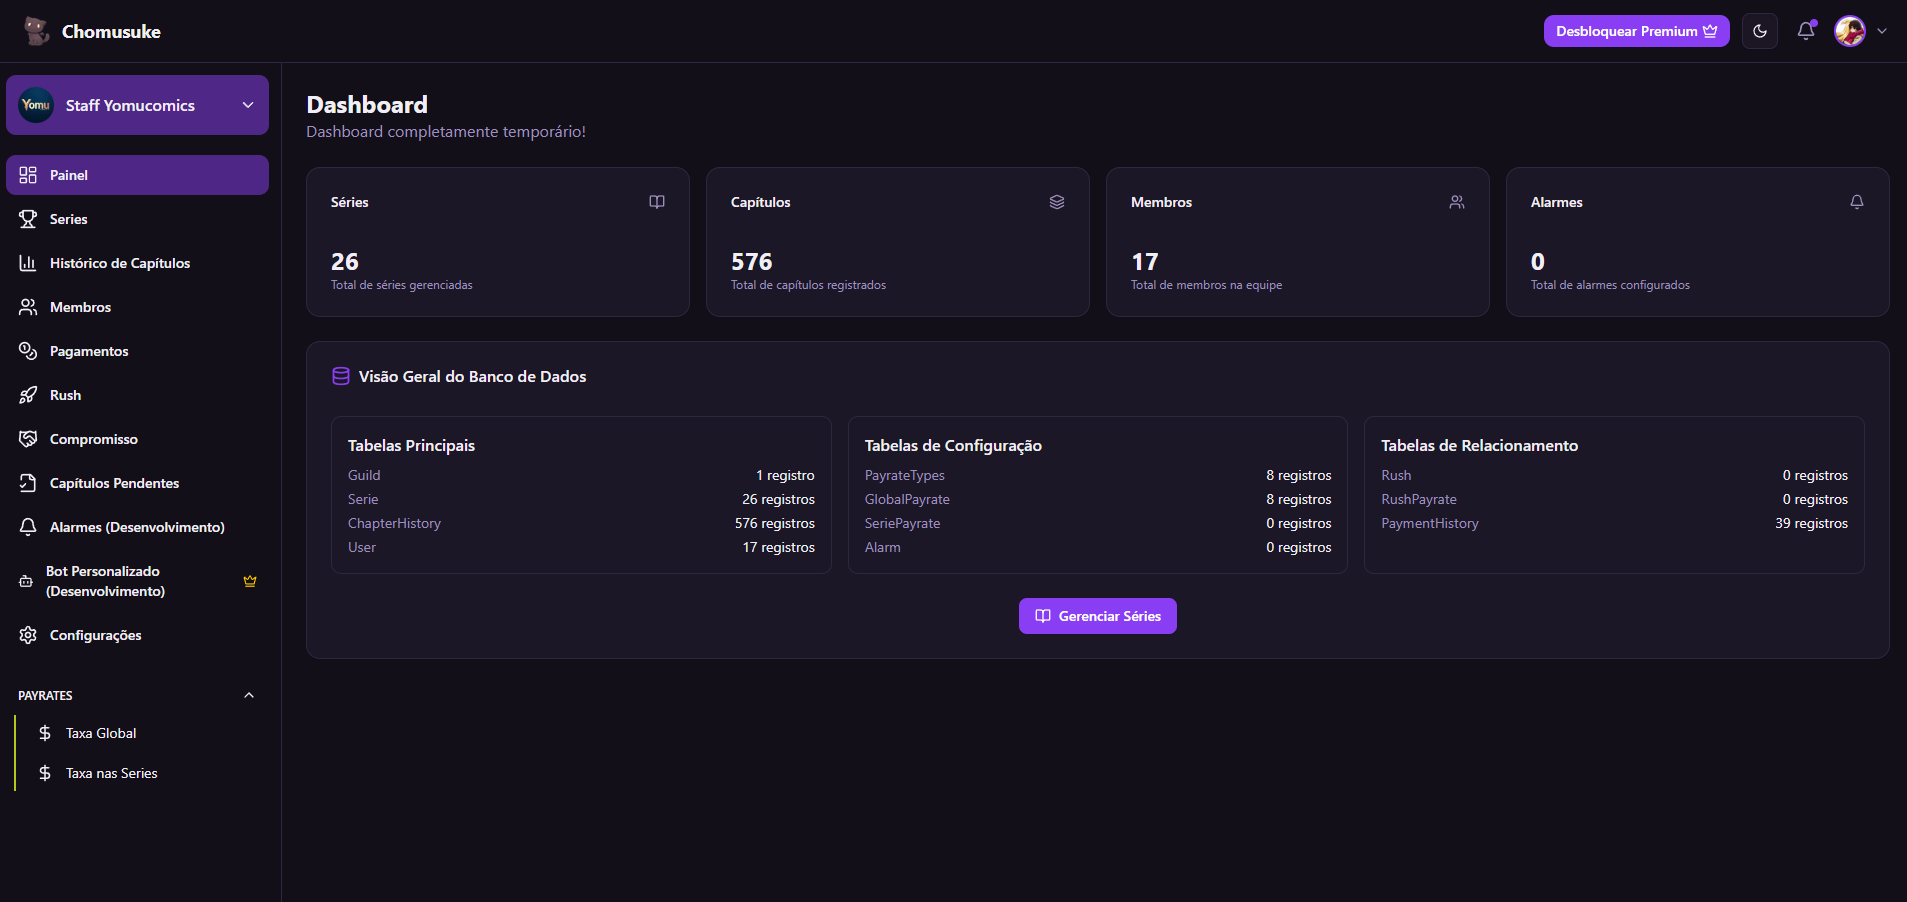 Chomusuke
Desbloquear Premium
Yomu
Staff Yomucomics
Painel
Series
Histórico de Capítulos
Membros
Pagamentos
Rush
Compromisso
Capítulos Pendentes
Alarmes (Desenvolvimento)
Bot Personalizado
(Desenvolvimento)
Configurações
PAYRATES
Taxa Global
Taxa nas Series
Dashboard
Dashboard completamente temporário!
Séries
26
Total de séries gerenciadas
Capítulos
576
Total de capítulos registrados
Membros
17
Total de membros na equipe
Alarmes
0
Total de alarmes configurados
Visão Geral do Banco de Dados
Tabelas Principais
Guild 1 registro
Serie 26 registros
ChapterHistory 576 registros
User 17 registros
Tabelas de Configuração
PayrateTypes 8 registros
GlobalPayrate 8 registros
SeriePayrate 0 registros
Alarm 0 registros
Tabelas de Relacionamento
Rush 0 registros
RushPayrate 0 registros
PaymentHistory 39 registros
Gerenciar Séries